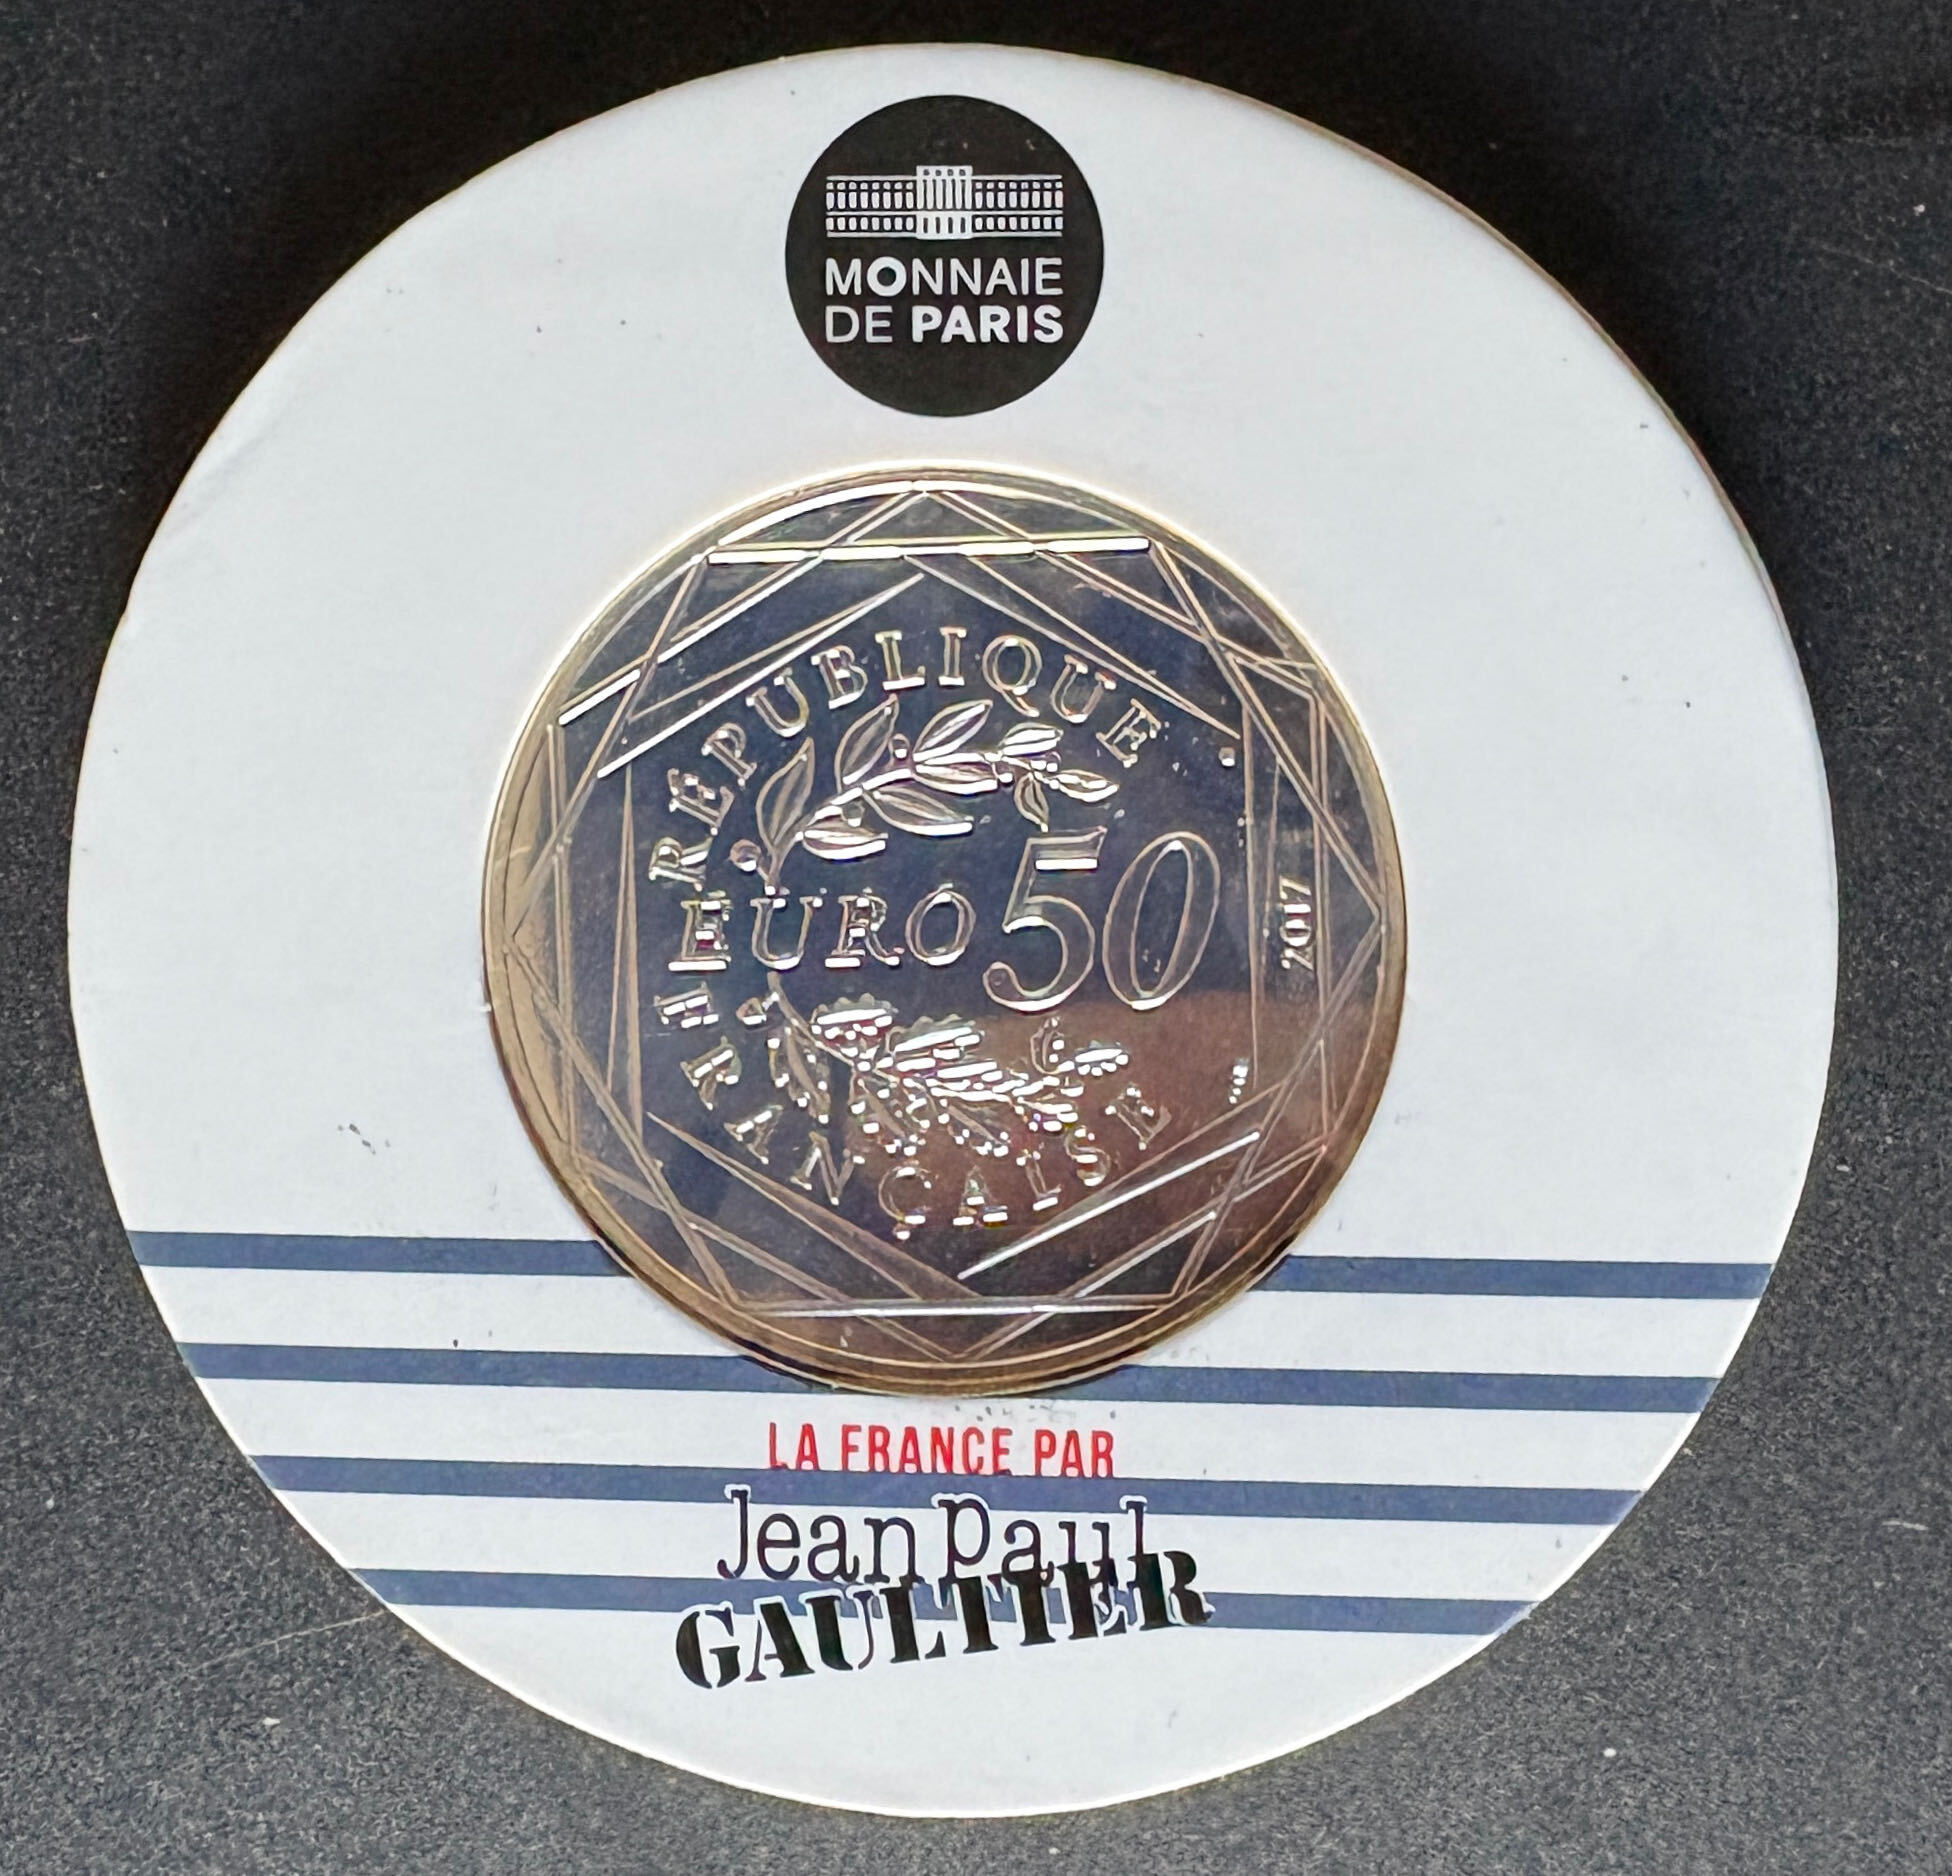 MONNAIE
DE PARIS
RÉPUBLIQUE
EURO 50
2017
FRANÇAISE
LA FRANCE PAR
Jean Paul
GAULTIER